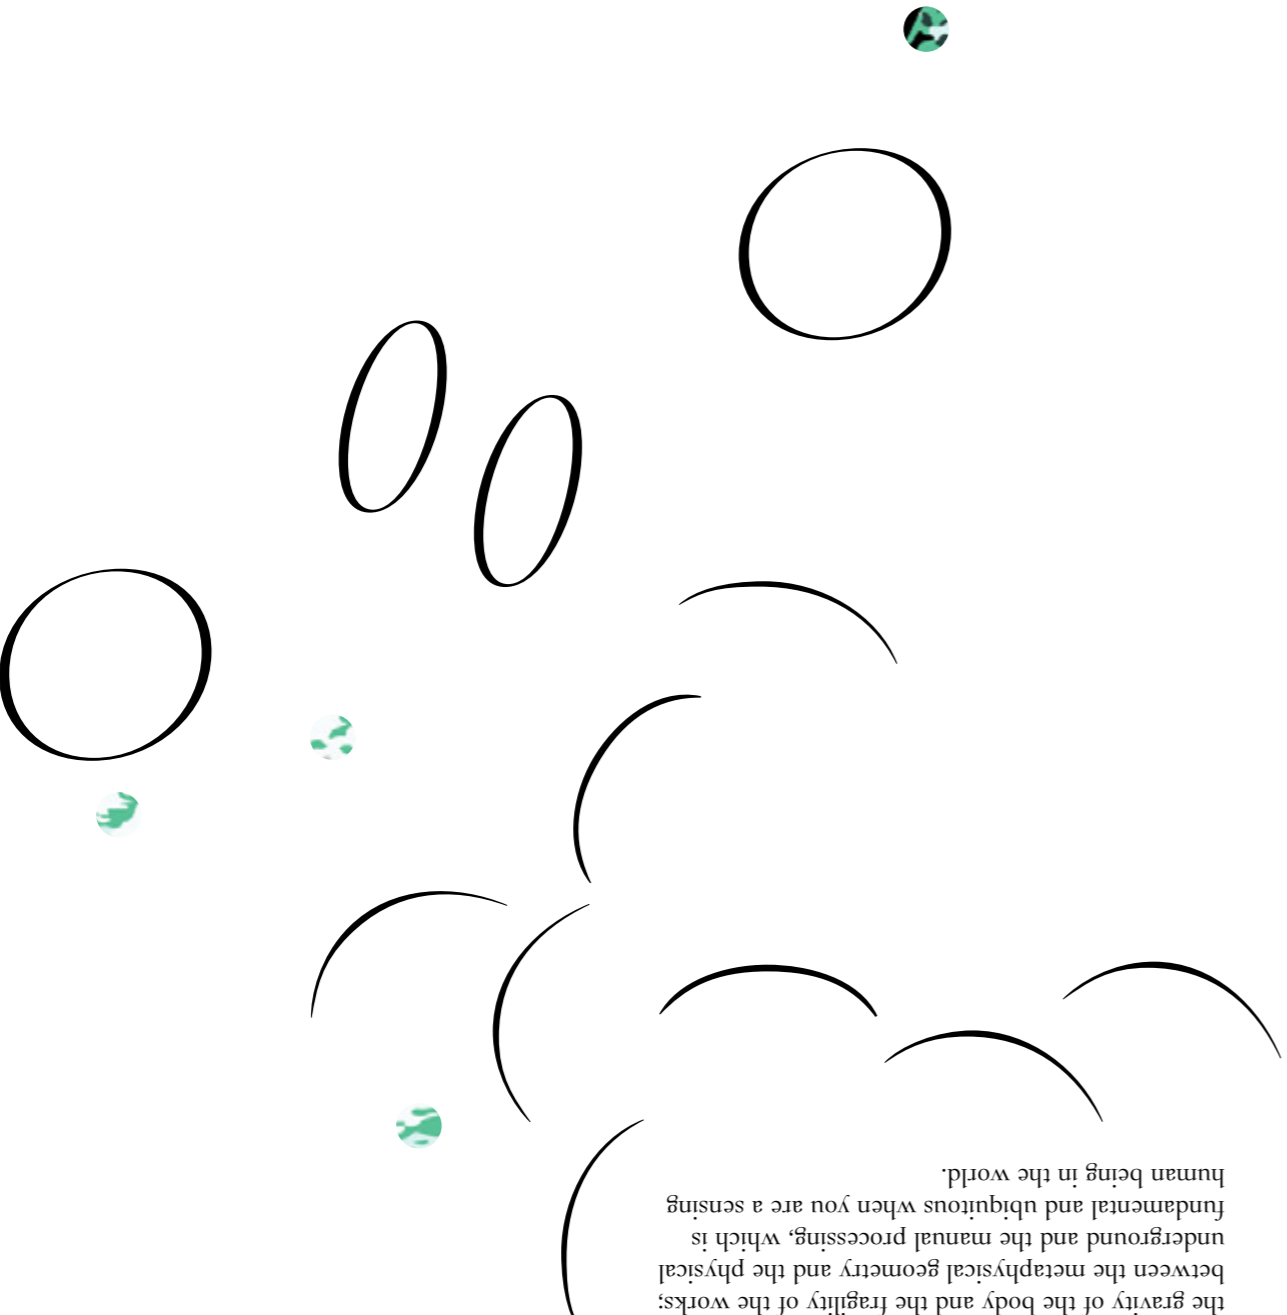 the gravity of the body and the fragility of the works;
between the metaphysical geometry and the physical
underground and the manual processing, which is
fundamental and ubiquitous when you are a sensing
human being in the world.